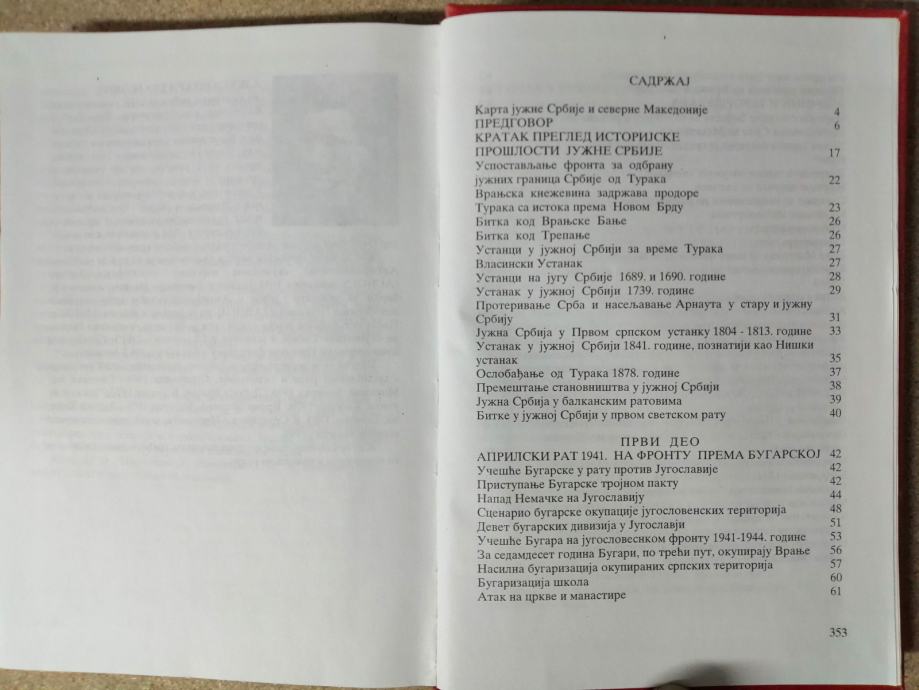 САДРЖАЈ
Карта јужне Србије и северне Македоније 4
ПРЕДГОВОР 6
КРАТАК ПРЕГЛЕД ИСТОРИЈСКЕ
ПРОШЛОСТИ ЈУЖНЕ СРБИЈЕ 17
Успостављање фронта за одбрану
јужних граница Србије од Турака 22
Врањска кнежевина задржава продоре
Турака са истока према Новом Брду 23
Битка код Врањске Бање 26
Битка код Трепање 26
Устанци у јужној Србији за време Турака 27
Власински Устанак 27
Устанци на југу Србије 1689. и 1690. године 28
Устанак у јужној Србији 1739. године 29
Протеривање Срба и насељавање Арнаута у стару и јужну
Србију 31
Јужна Србија у Првом српском устанку 1804 - 1813. године 33
Устанак у јужној Србији 1841. године, познатији као Нишки
устанак 35
Ослобађање од Турака 1878. године 37
Премештање становништва у јужној Србији 38
Јужна Србија у балканским ратовима 39
Битке у јужној Србији у првом светском рату 40
ПРВИ ДЕО
АПРИЛСКИ РАТ 1941. НА ФРОНТУ ПРЕМА БУГАРСКОЈ 42
Учешће Бугарске у рату против Југославије 42
Приступање Бугарске тројном пакту 42
Напад Немачке на Југославију 44
Сценарио бугарске окупације југословенских територија 48
Девет бугарских дивизија у Југославји 51
Учешће Бугара на југословеснком фронту 1941-1944. године 53
За седамдесет година Бугари, по трећи пут, окупирају Врање 56
Насилна бугаризација окупираних српских територија 57
Бугаризација школа 60
Атак на цркве и манастире 61
353